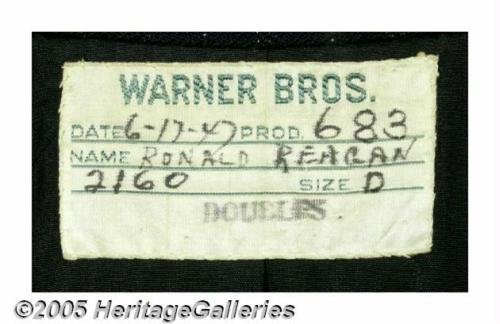 WARNER BROS.
DATE 6-17-47 PROD. 683
NAME RONALD REAGAN
2160 SIZE D
DOUBLES
©2005 HeritageGalleries